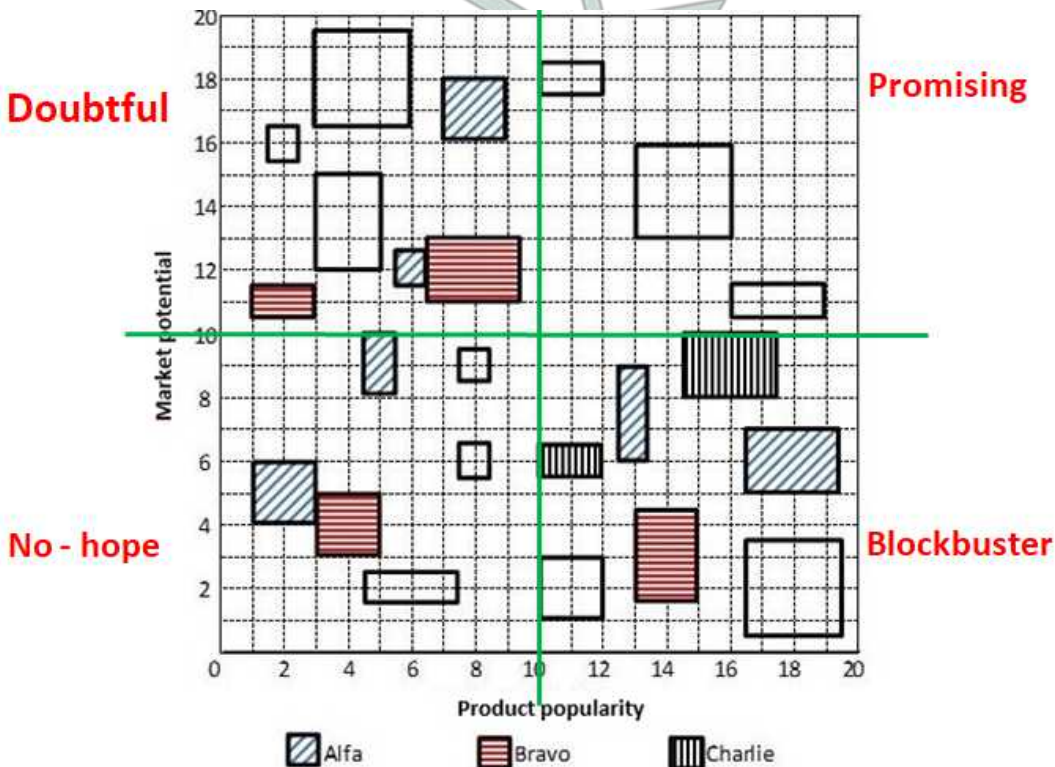 20
18
16
14
12
10
8
6
4
2
Doubtful
Promising
Market potential
No - hope
Blockbuster
0 2 4 6 8 10 12 14 16 18 20
Product popularity
Alfa Bravo Charlie